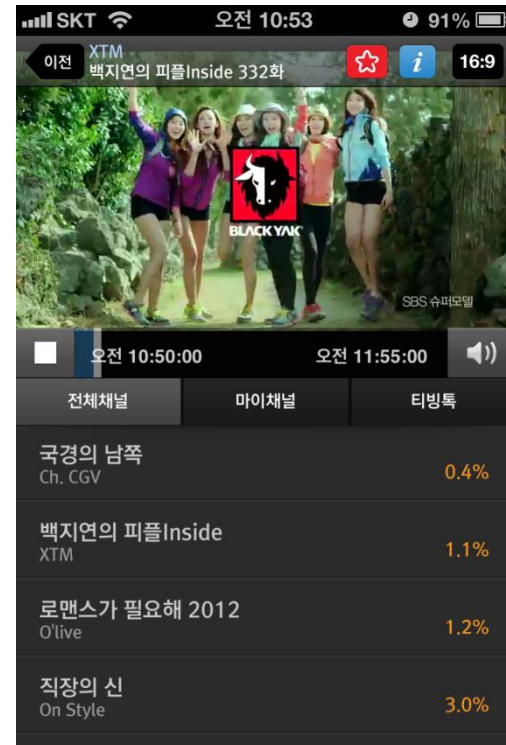 SKT 오전 10:53 91%
이전
XTM
백지연의 피플Inside 332화
i
16:9
BLACKYAK
SBS 슈퍼모델
오전 10:50:00 오전 11:55:00
전체채널 마이채널 티빙톡
국경의 남쪽
Ch. CGV
0.4%
백지연의 피플Inside
XTM
1.1%
로맨스가 필요해 2012
O'live
1.2%
직장의 신
On Style
3.0%